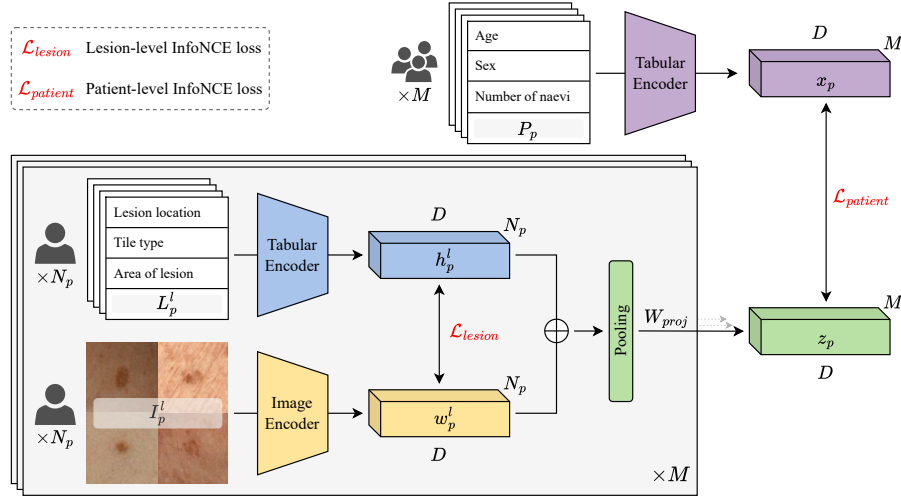 ℒ_lesion Lesion-level InfoNCE loss
ℒ_patient Patient-level InfoNCE loss
×M
Age
Sex
Number of naevi
P_p
Tabular
Encoder
D
M
x_p
ℒ_patient
×N_p
Lesion location
Tile type
Area of lesion
L_p^l
Tabular
Encoder
D
N_p
h_p^l
ℒ_lesion
×N_p
I_p^l
Image
Encoder
N_p
w_p^l
D
Pooling
W_proj
M
z_p
D
×M